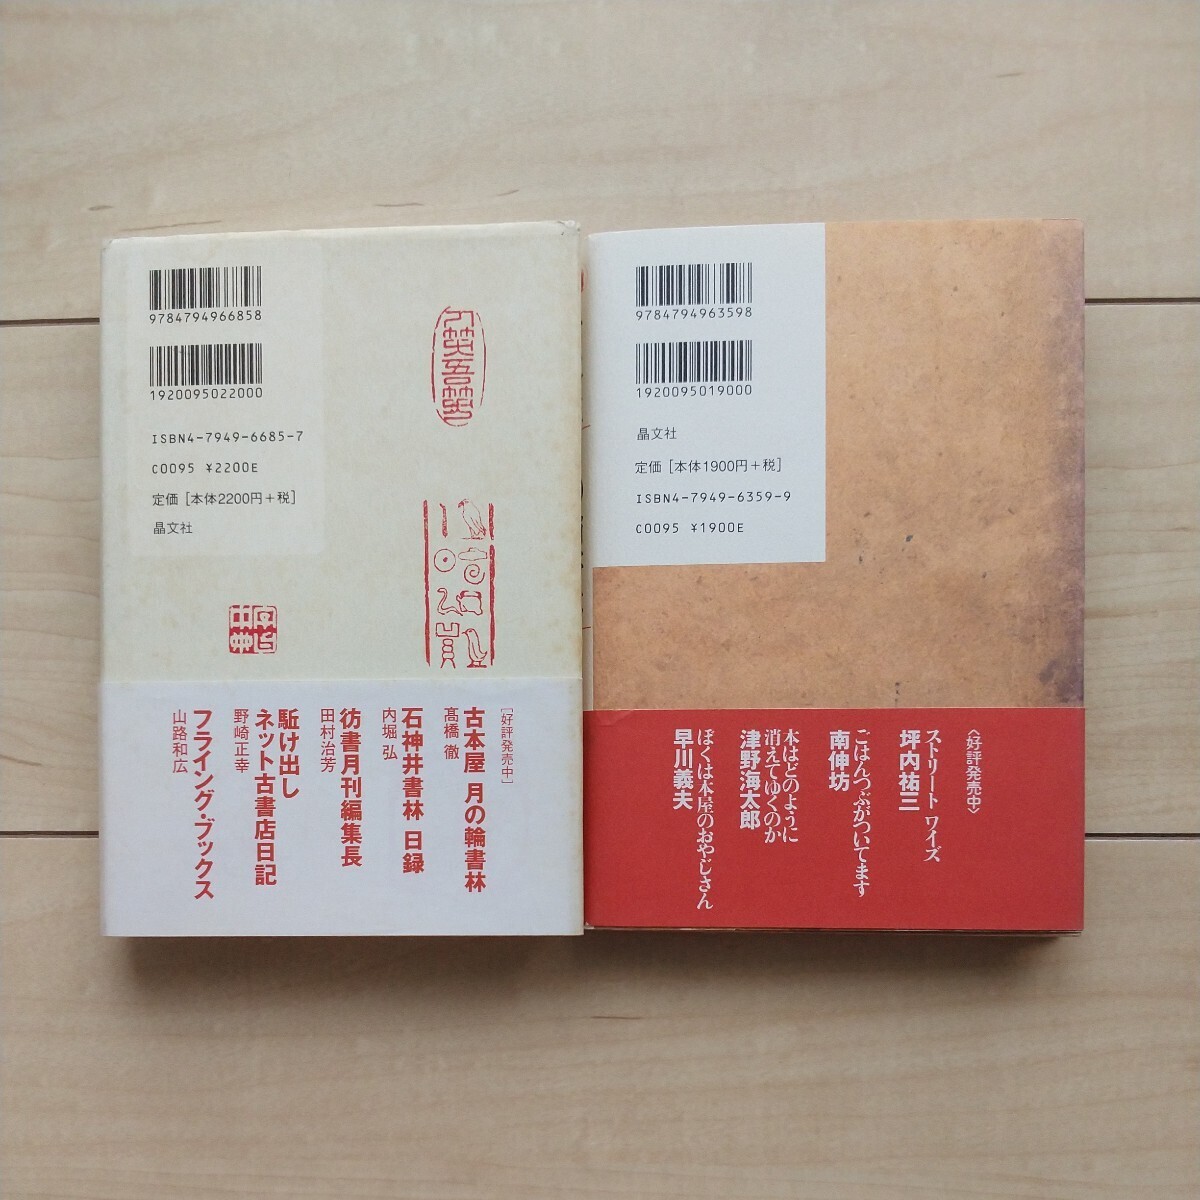 9784794966858
1920095022000
ISBN4-7949-6685-7
C0095 ¥2200E
定価［本体2200円+税］
晶文社
［好評発売中］
古本屋 月の輪書林
髙橋 徹
石神井書林 日録
内堀 弘
彷書月刊編集長
田村治芳
駈け出し
ネット古書店日記
野崎正幸
フライング・ブックス
山路和広
9784794963598
1920095019000
晶文社
定価［本体1900円+税］
ISBN4-7949-6359-9
C0095 ¥1900E
〈好評発売中〉
ストリート ワイズ
坪内祐三
ごはんつぶがついてます
南伸坊
本はどのように
消えてゆくのか
津野海太郎
ぼくは本屋のおやじさん
早川義夫